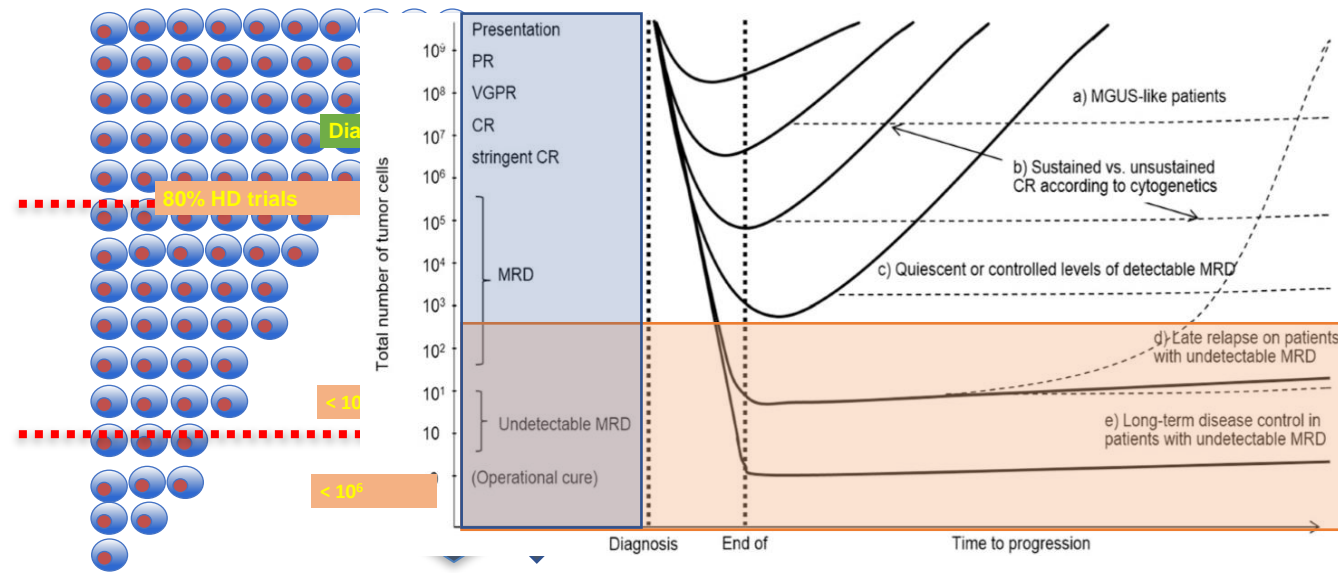 Dia
80% HD trials
< 10
< 10⁶
Total number of tumor cells
10⁹
10⁸
10⁷
10⁶
10⁵
10⁴
10³
10²
10¹
10
Presentation
PR
VGPR
CR
stringent CR
MRD
Undetectable MRD
(Operational cure)
a) MGUS-like patients
b) Sustained vs. unsustained
CR according to cytogenetics
c) Quiescent or controlled levels of detectable MRD
d) Late relapse on patients
with undetectable MRD
e) Long-term disease control in
patients with undetectable MRD
Diagnosis
End of
Time to progression